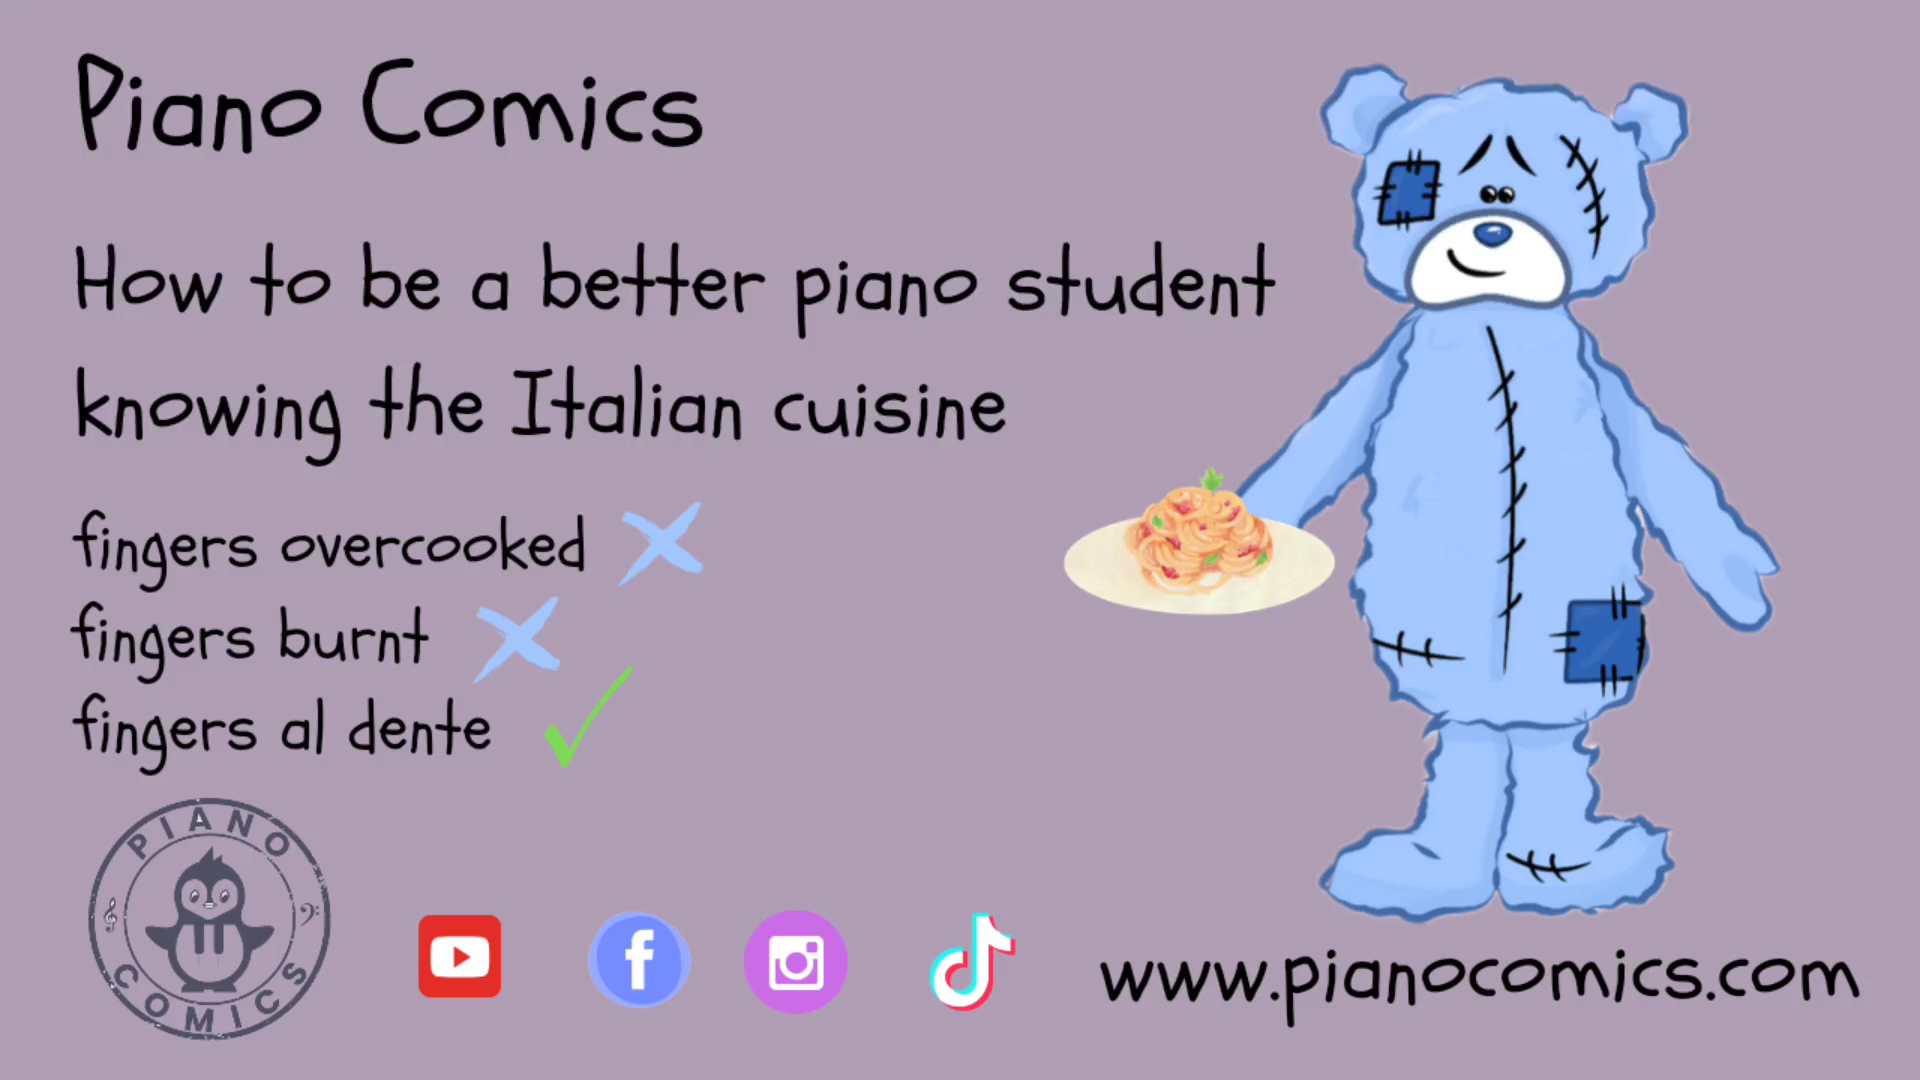 Piano Comics
How to be a better piano student
knowing the Italian cuisine
fingers overcooked
fingers burnt
fingers al dente
PIANO
COMICS
www.pianocomics.com